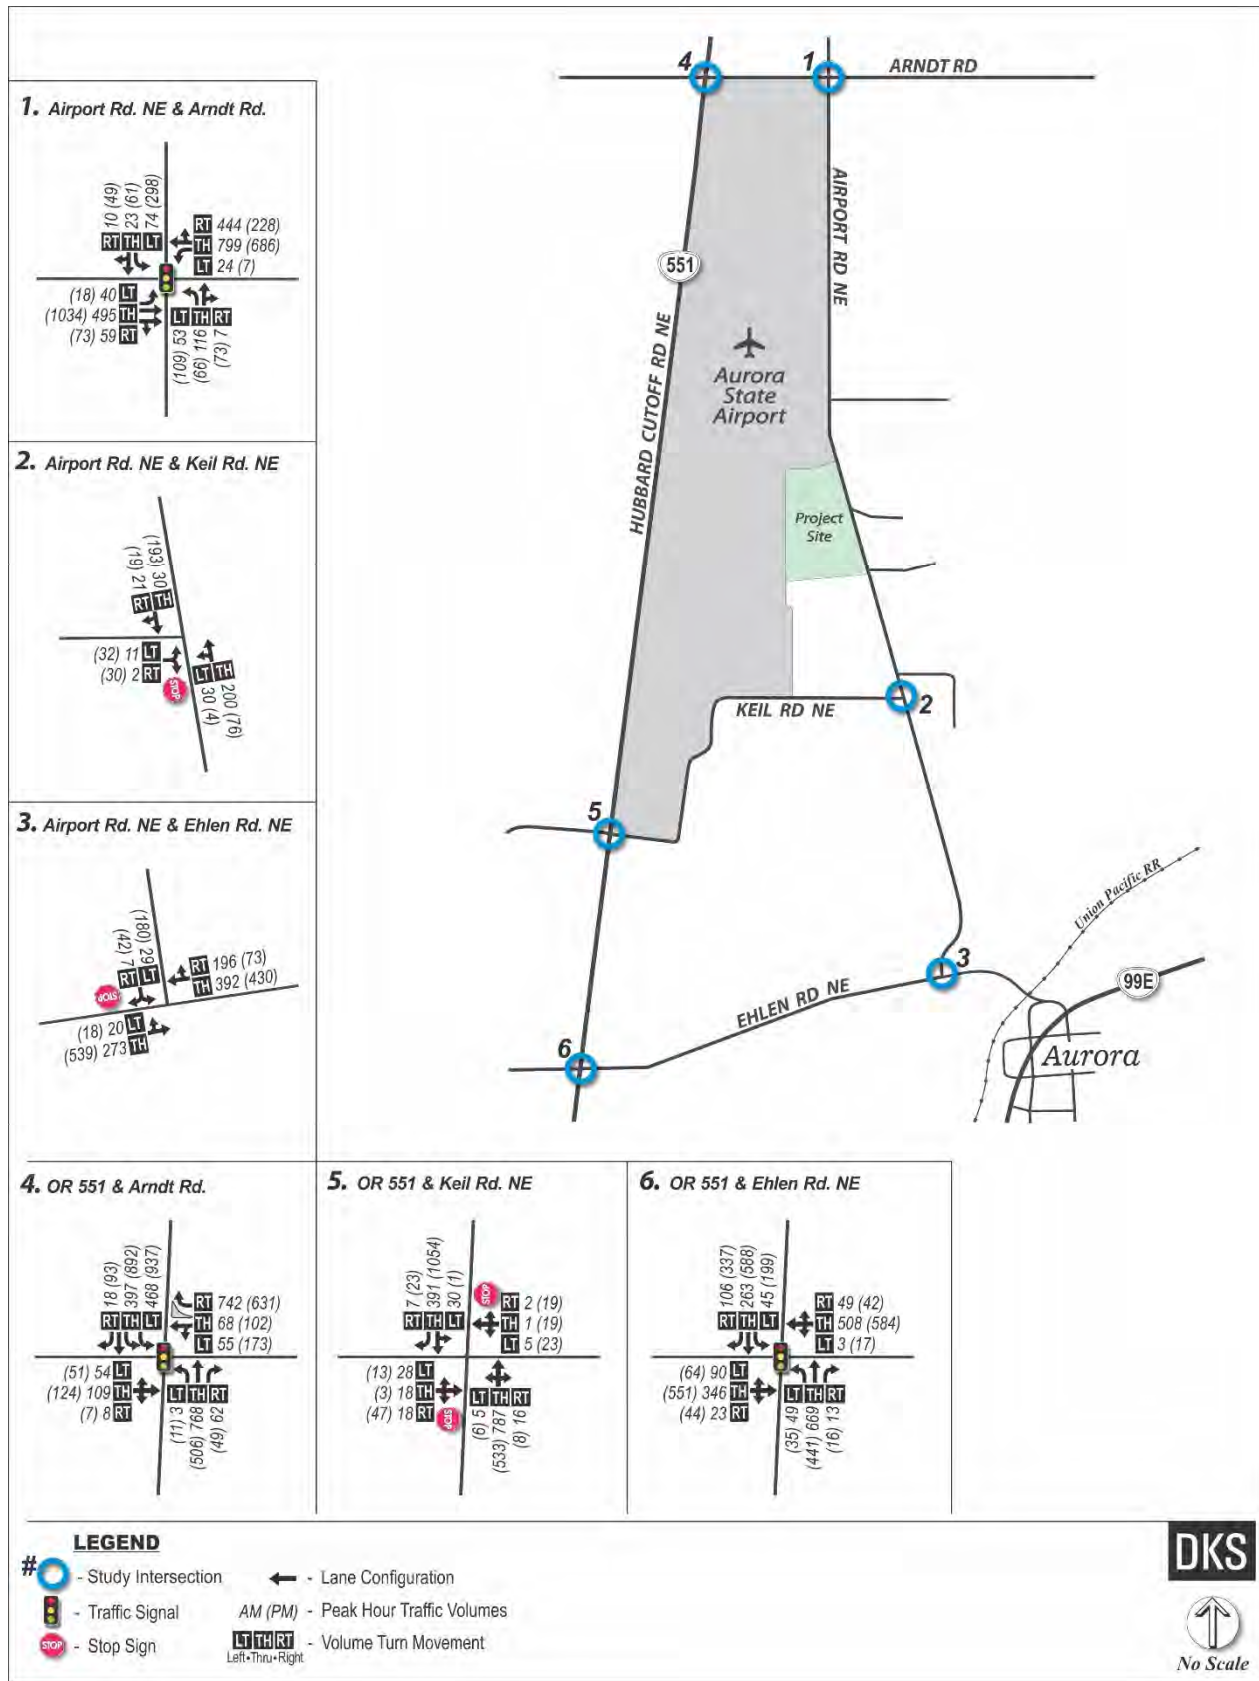 4
1
ARNDT RD
AIRPORT RD NE
551
HUBBARD CUTOFF RD NE
Aurora
State
Airport
Project
Site
KEIL RD NE
2
5
3
EHLEN RD NE
6
Union Pacific RR
99E
Aurora
1. Airport Rd. NE & Arndt Rd.
10 (49)
23 (61)
74 (298)
RT TH LT
RT 444 (228)
TH 799 (686)
LT 24 (7)
(18) 40 LT
(1034) 495 TH
(73) 59 RT
LT TH RT
(109) 53
(66) 116
(73) 7
2. Airport Rd. NE & Keil Rd. NE
(193) 30
(19) 21
RT TH
(32) 11 LT
(30) 2 RT
STOP
LT TH
200 (76)
30 (4)
3. Airport Rd. NE & Ehlen Rd. NE
(180) 29
(42) 7
RT LT
STOP
RT 196 (73)
TH 392 (430)
(18) 20 LT
(539) 273 TH
4. OR 551 & Arndt Rd.
18 (93)
397 (892)
468 (937)
RT TH LT
RT 742 (631)
TH 68 (102)
LT 55 (173)
(51) 54 LT
(124) 109 TH
(7) 8 RT
LT TH RT
(11) 3
(506) 768
(49) 62
5. OR 551 & Keil Rd. NE
7 (23)
391 (1054)
30 (1)
RT TH LT
STOP
RT 2 (19)
TH 1 (19)
LT 5 (23)
(13) 28 LT
(3) 18 TH
(47) 18 RT
STOP
LT TH RT
(6) 5
(533) 787
(8) 16
6. OR 551 & Ehlen Rd. NE
106 (337)
263 (588)
45 (199)
RT TH LT
RT 49 (42)
TH 508 (584)
LT 3 (17)
(64) 90 LT
(551) 346 TH
(44) 23 RT
LT TH RT
(35) 49
(441) 669
(16) 13
LEGEND
# - Study Intersection
- Lane Configuration
- Traffic Signal
AM (PM) - Peak Hour Traffic Volumes
STOP - Stop Sign
LT TH RT - Volume Turn Movement
Left•Thru•Right
DKS
No Scale